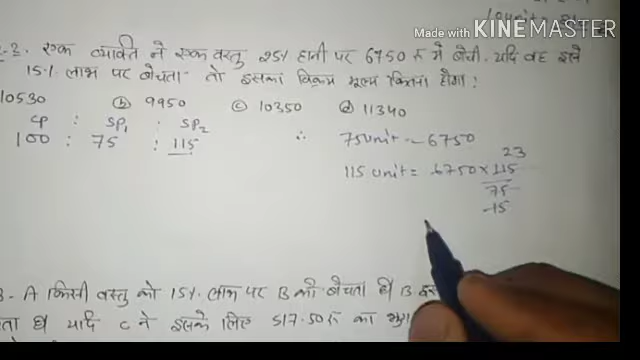 Made with KINEMASTER
2. एक व्यक्ति ने एक वस्तु 25% हानी पर 6750 रु में बेची. यदि वह इसे
15% लाभ पर बेचता तो इसका विक्रय मूल्य कितना होगा?
10530 (b) 9950 (c) 10350 (d) 11340
CP : SP1 : SP2 ∴ 75unit = 6750
100 : 75 : 115
23
115 unit = 6750 × 115
75
15
3- A किसी वस्तु को 15% लाभ पर B को बेचता है B
यदि C ने इसके लिए 517.50 रु का